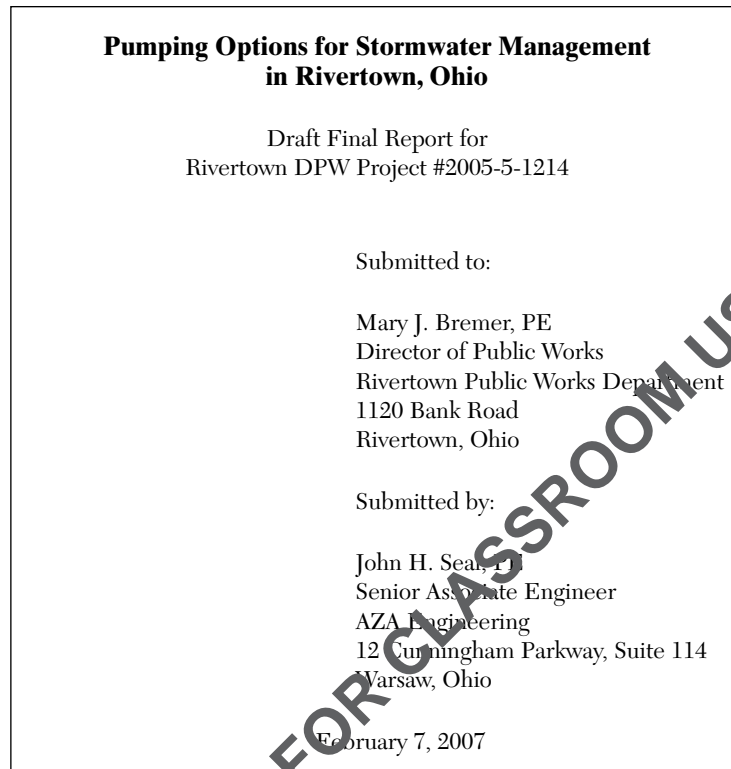 Pumping Options for Stormwater Management
in Rivertown, Ohio
Draft Final Report for
Rivertown DPW Project #2005-5-1214
Submitted to:
Mary J. Bremer, PE
Director of Public Works
Rivertown Public Works Department
1120 Bank Road
Rivertown, Ohio
Submitted by:
John H. Seal, PE
Senior Associate Engineer
AZA Engineering
12 Cunningham Parkway, Suite 114
Warsaw, Ohio
February 7, 2007
FOR CLASSROOM US